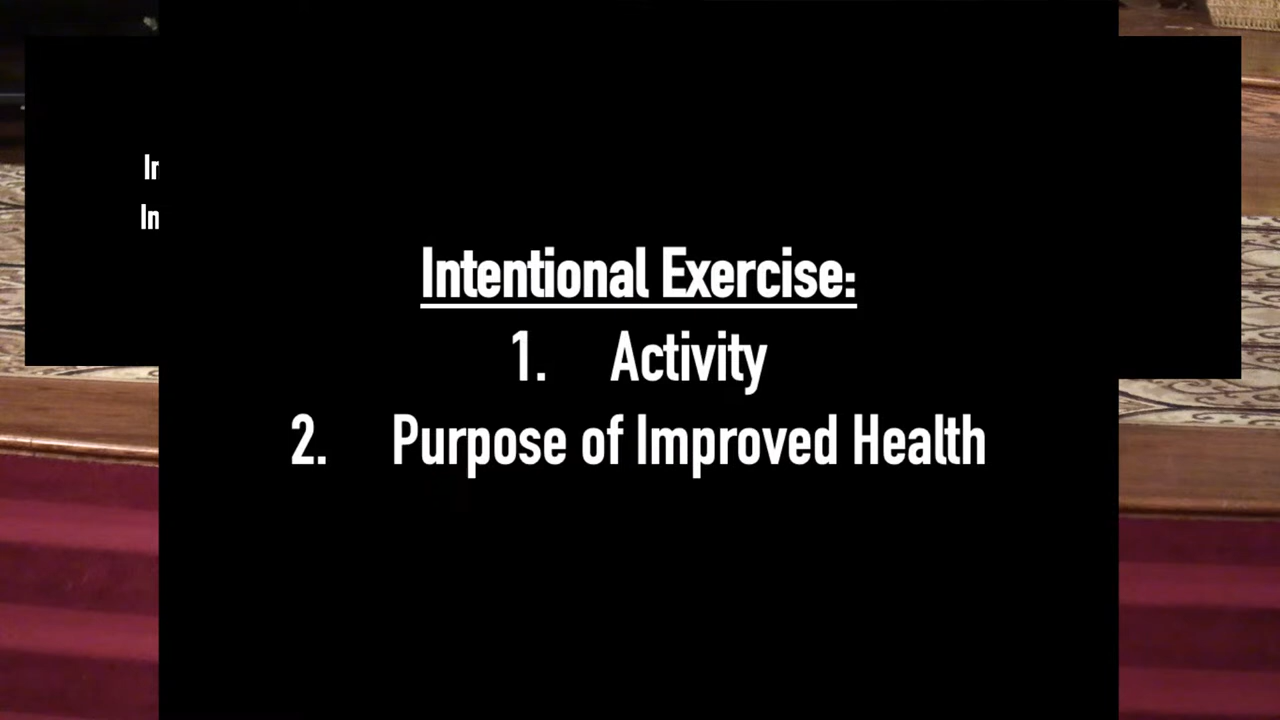 Intentional Exercise:
1. Activity
2. Purpose of Improved Health